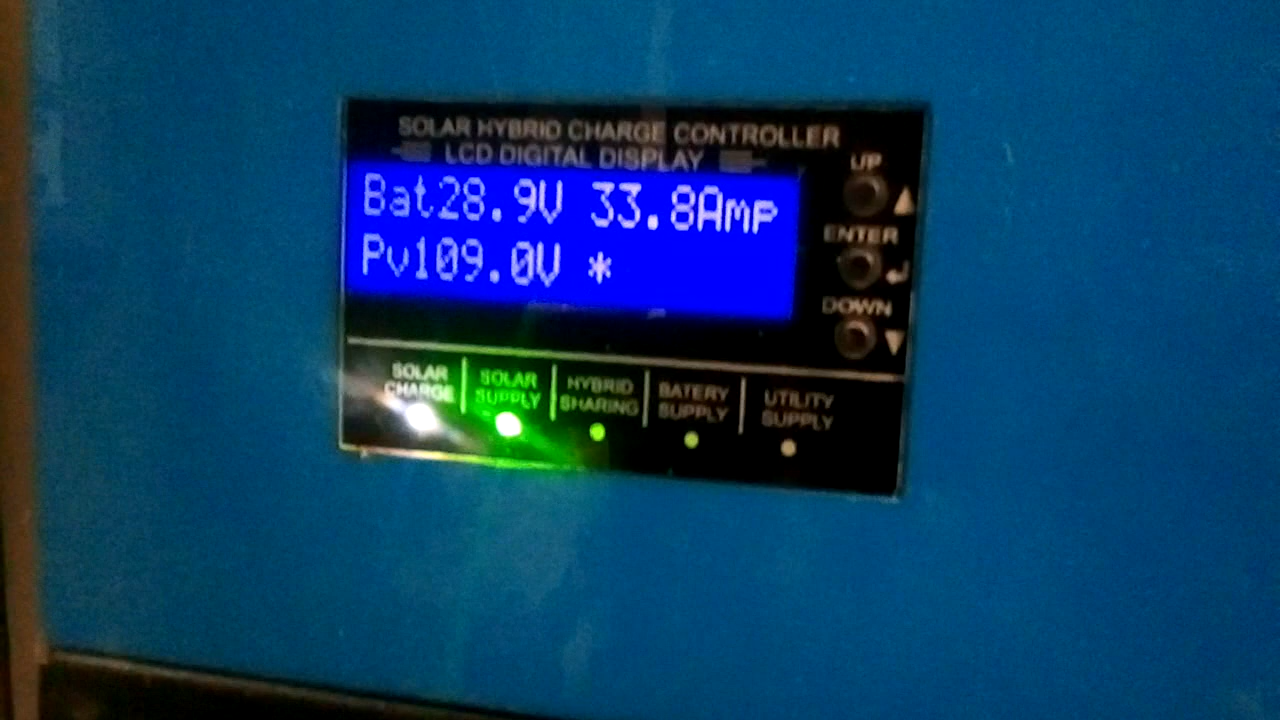 SOLAR HYBRID CHARGE CONTROLLER
LCD DIGITAL DISPLAY
Bat28.9V 33.8Amp
Pv109.0V *
UP
ENTER
DOWN
SOLAR CHARGE
SOLAR SUPPLY
HYBRID SHARING
BATERY SUPPLY
UTILITY SUPPLY